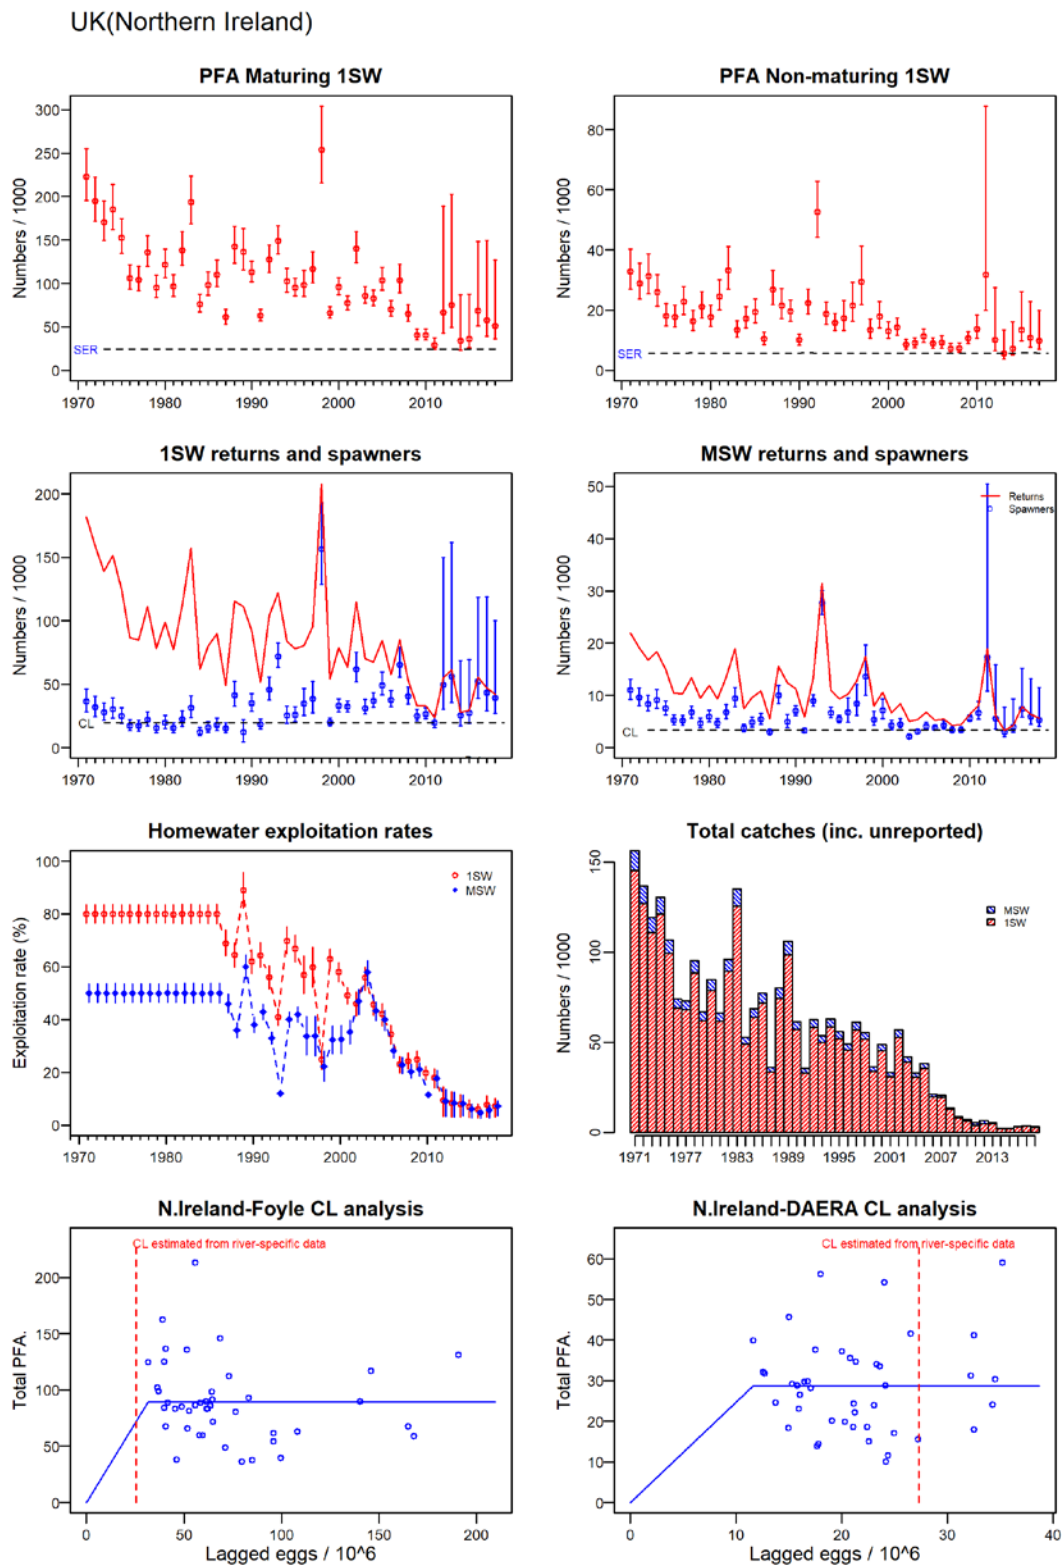 UK(Northern Ireland)
PFA Maturing 1SW
Numbers / 1000
300
250
200
150
100
50
0
SER
1970 1980 1990 2000 2010
PFA Non-maturing 1SW
Numbers / 1000
80
60
40
20
0
SER
1970 1980 1990 2000 2010
1SW returns and spawners
Numbers / 1000
200
150
100
50
0
CL
1970 1980 1990 2000 2010
MSW returns and spawners
Numbers / 1000
50
40
30
20
10
0
Returns
Spawners
CL
1970 1980 1990 2000 2010
Homewater exploitation rates
Exploitation rate (%)
100
80
60
40
20
0
1SW
MSW
1970 1980 1990 2000 2010
Total catches (inc. unreported)
Numbers / 1000
150
100
50
0
MSW
1SW
1971 1977 1983 1989 1995 2001 2007 2013
N.Ireland-Foyle CL analysis
CL estimated from river-specific data
Total PFA.
200
150
100
50
0
0 50 100 150 200
Lagged eggs / 10^6
N.Ireland-DAERA CL analysis
CL estimated from river-specific data
Total PFA.
60
50
40
30
20
10
0
0 10 20 30 40
Lagged eggs / 10^6